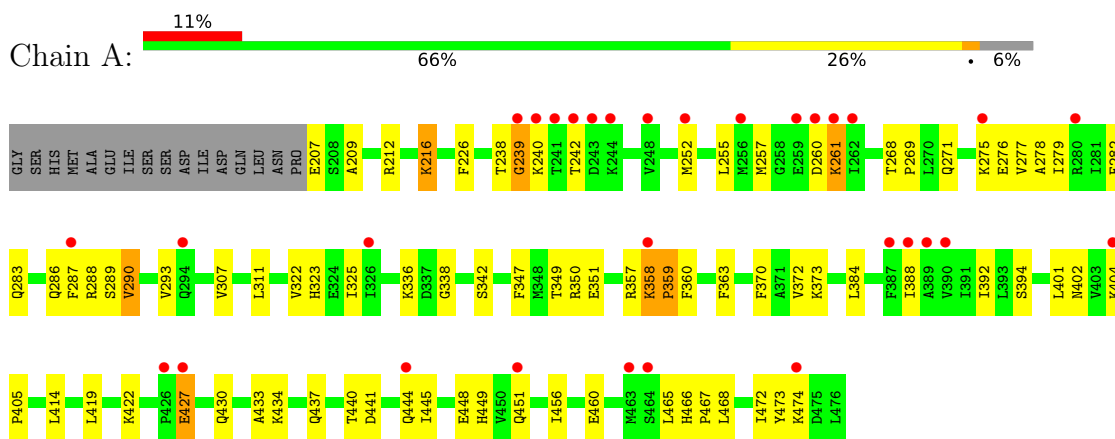 11%
Chain A:
66% 26% • 6%
GLY SER HIS MET ALA GLU ILE SER SER ASP ILE ASP GLN LEU ASN PRO E207 S208 A209 R212 K216 F226 T238 G239 K240 T241 T242 D243 K244 V248 M252 L255 M256 M257 G258 E259 D260 K261 I262 T268 P269 L270 Q271 K275 E276 V277 A278 I279 R280 I281 E282
Q283 Q286 F287 R288 S289 V290 V293 Q294 V307 L311 V322 H323 E324 I325 I326 K336 D337 G338 S342 F347 M348 T349 R350 E351 R357 K358 P359 F360 F363 F370 A371 V372 K373 L384 F387 I388 A389 V390 I391 I392 L393 S394 L401 N402 V403 K404
P405 L414 L419 K422 P426 E427 Q430 A433 K434 Q437 T440 D441 Q444 I445 E448 H449 V450 Q451 I456 E460 M463 S464 L465 H466 P467 L468 I472 Y473 K474 D475 L476